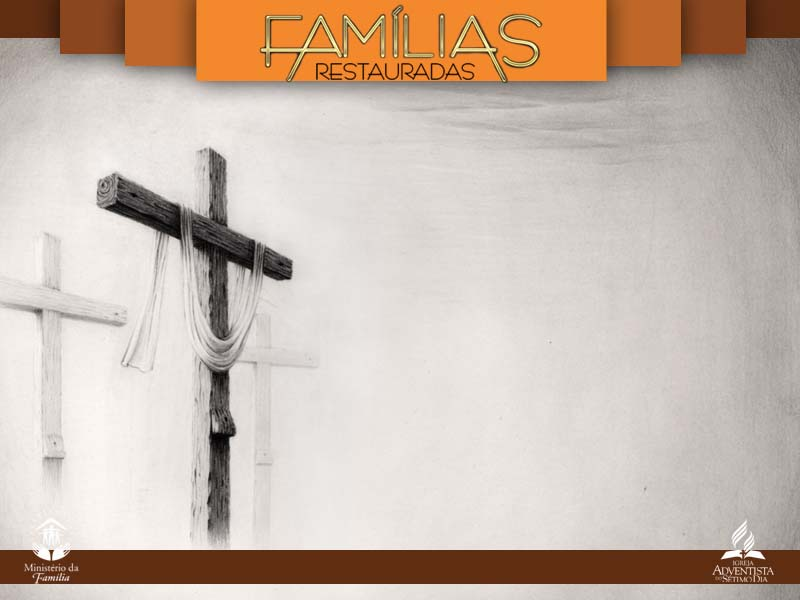 FAMÍLIAS
RESTAURADAS
Ministério da
Família
IGREJA
ADVENTISTA
DO SÉTIMO DIA